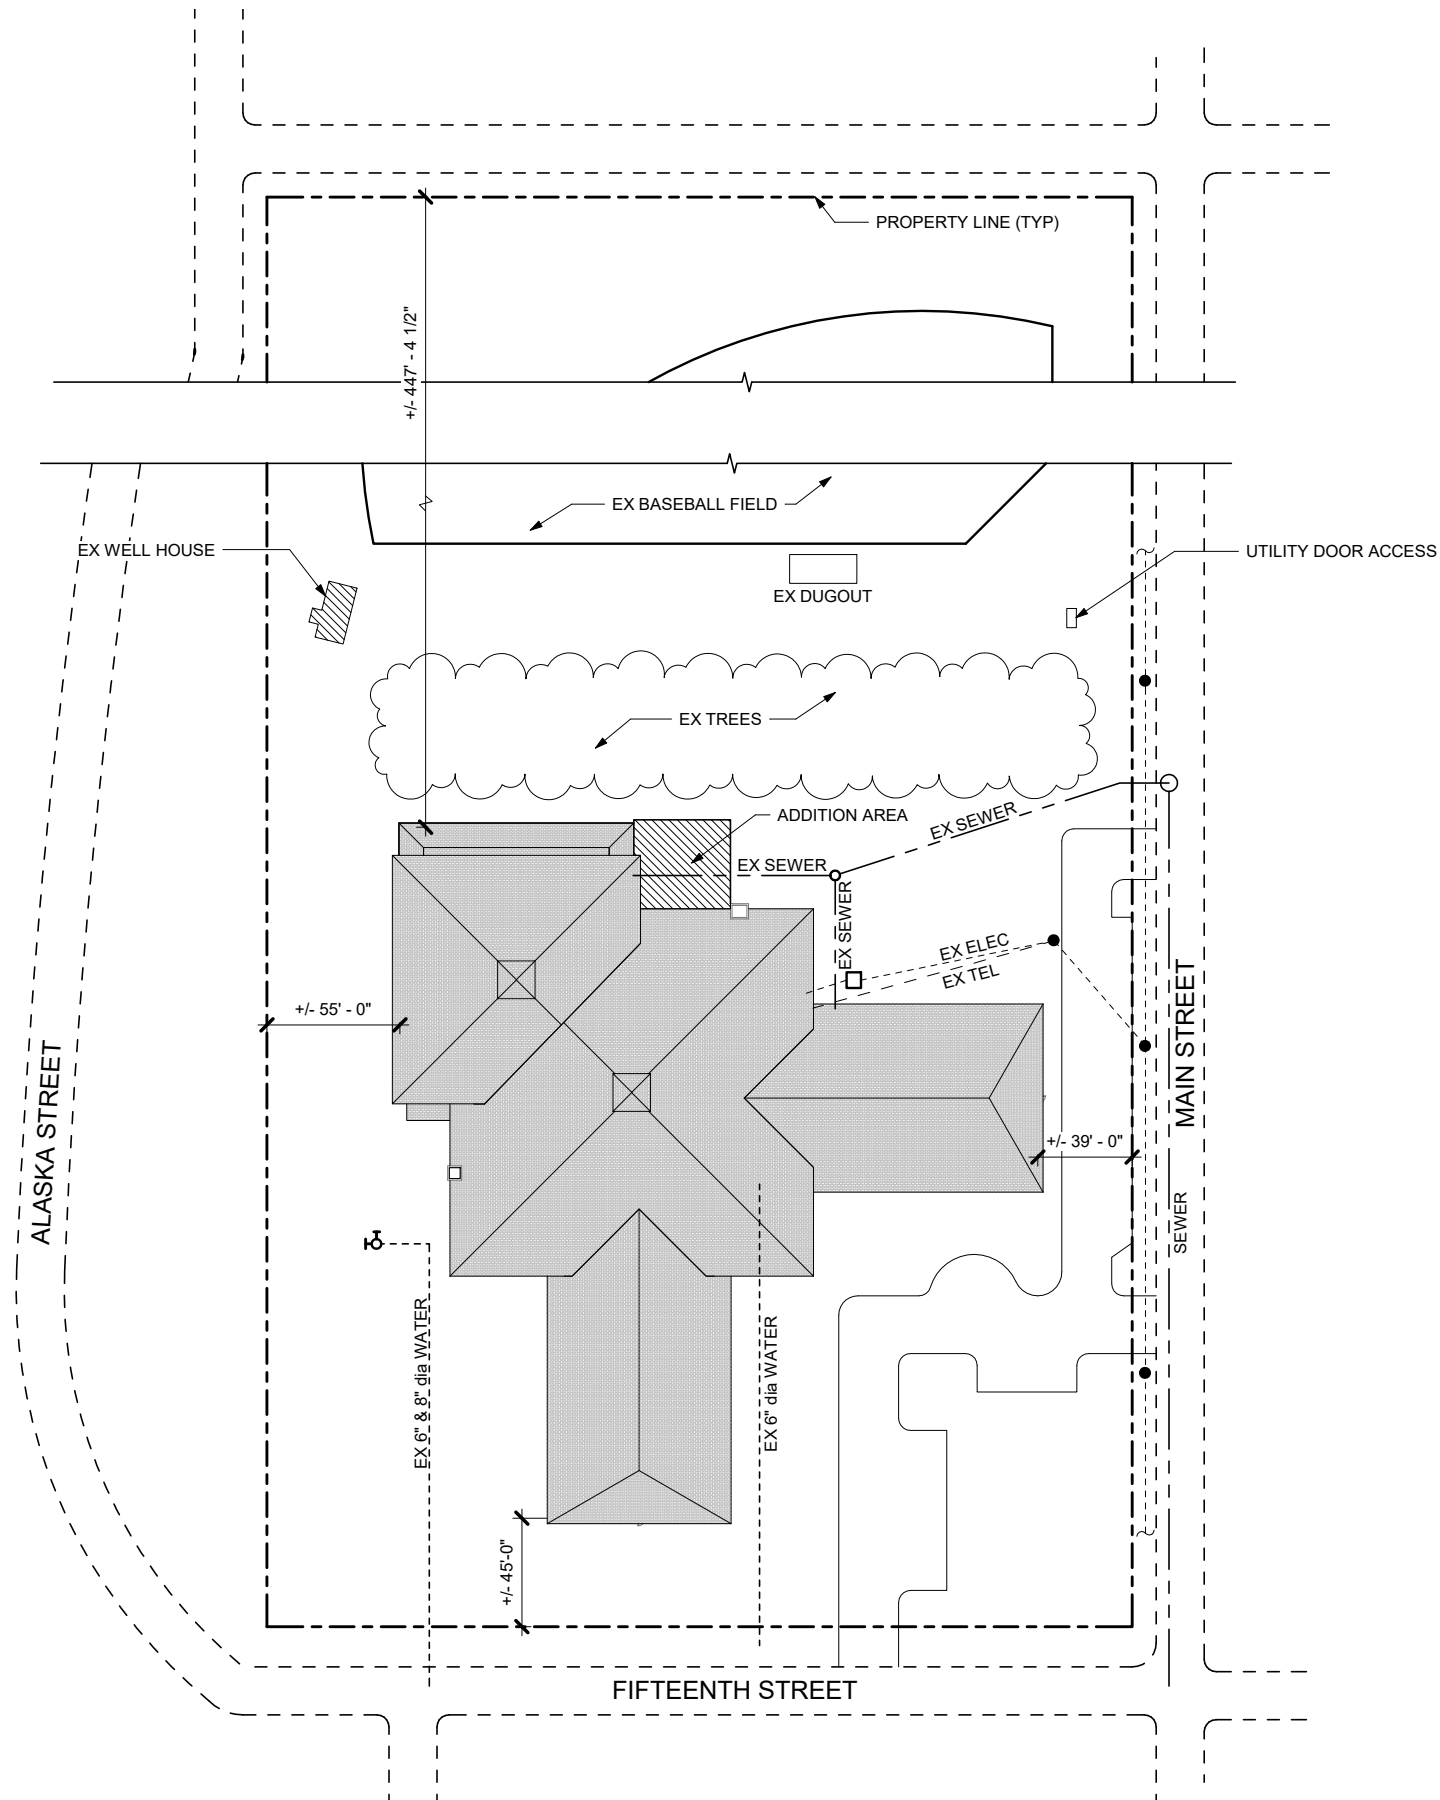 PROPERTY LINE (TYP)
+/- 447' - 4 1/2"
EX BASEBALL FIELD
EX WELL HOUSE
UTILITY DOOR ACCESS
EX DUGOUT
EX TREES
ADDITION AREA
EX SEWER
EX SEWER
EX SEWER
EX ELEC
EX TEL
+/- 55' - 0"
MAIN STREET
ALASKA STREET
+/- 39' - 0"
SEWER
EX 6" & 8" dia WATER
EX 6" dia WATER
+/- 45'-0"
FIFTEENTH STREET